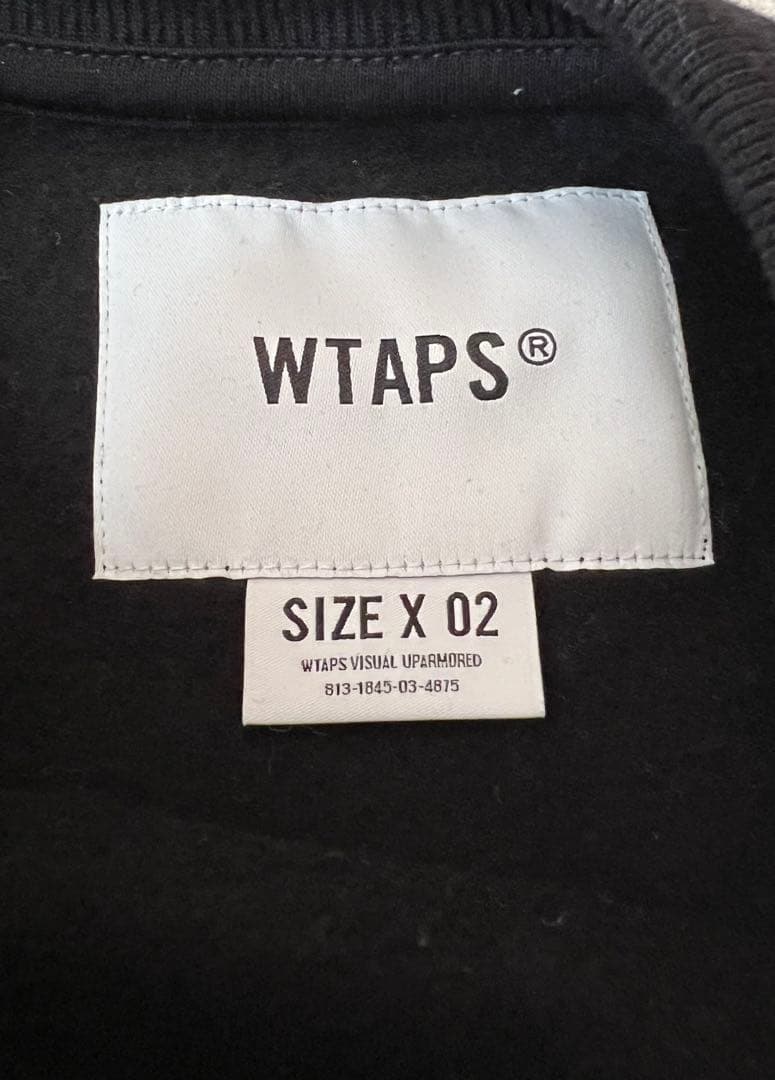 WTAPS®
SIZE X 02
WTAPS VISUAL UPARMORED
813-1845-03-4875